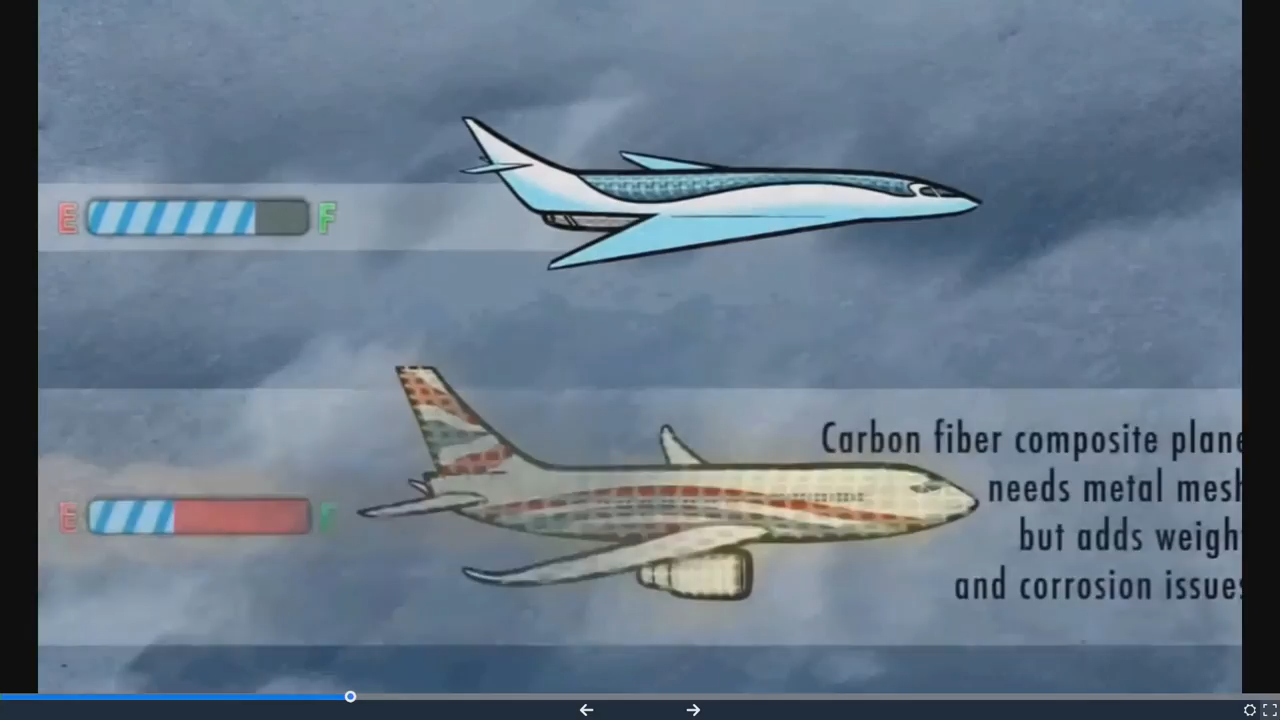 E F
Carbon fiber composite plane
needs metal mesh
but adds weigh
and corrosion issues
E F